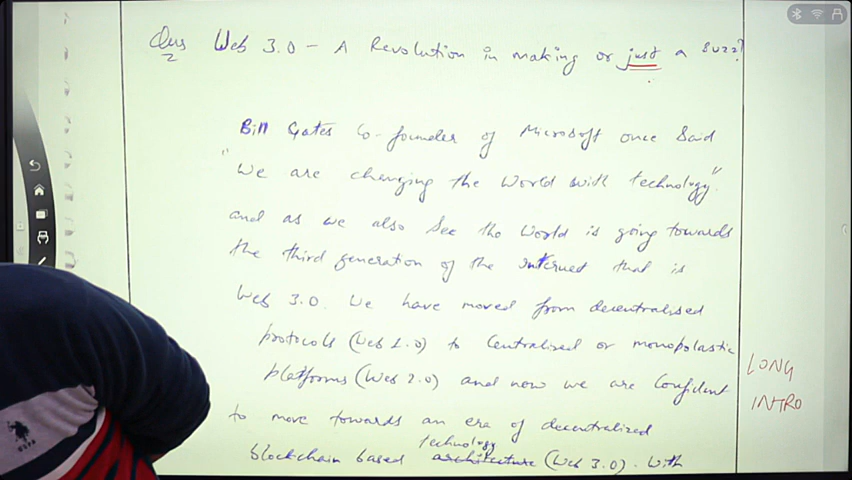 Ques 2 Web 3.0 - A Revolution in making or just a Buzz?
Bill Gates Co-founder of Microsoft once said
"We are changing the World with technology"
and as we also see the World is going towards
the third generation of the internet that is
Web 3.0. We have moved from decentralised
protocols (Web 1.0) to Centralized or monopolastic
platforms (Web 2.0) and now we are Confident
to move towards an era of decentralized
blockchain based architecture technology (Web 3.0). With
LONG
INTRO